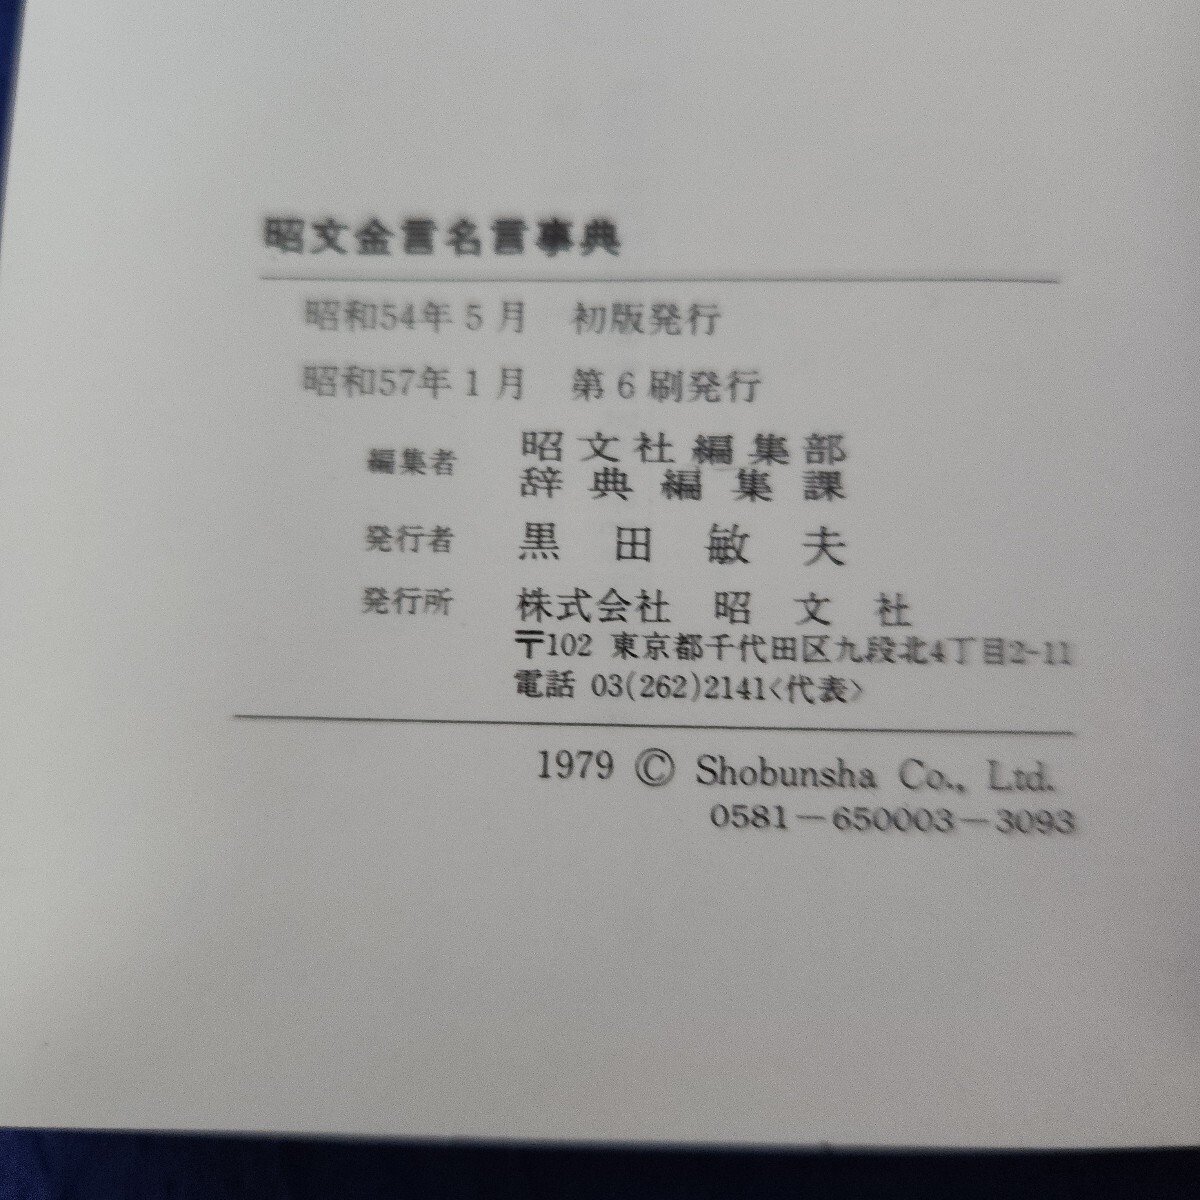 昭文金言名言事典
昭和54年5月 初版発行
昭和57年1月 第6刷発行
編集者 昭文社編集部
辞典編集課
発行者 黒田敏夫
発行所 株式会社 昭文社
〒102 東京都千代田区九段北4丁目2-11
電話 03(262)2141<代表>
1979 © Shobunsha Co., Ltd.
0581-650003-3093